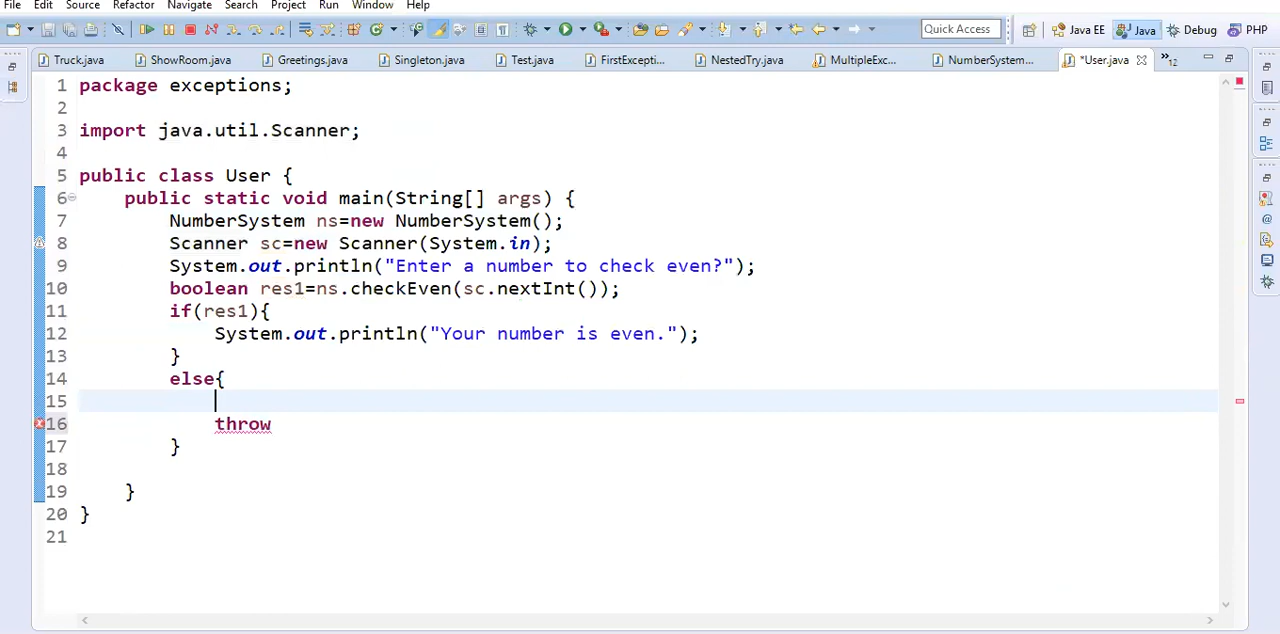 File Edit Source Refactor Navigate Search Project Run Window Help
Quick Access Java EE Java Debug PHP
Truck.java ShowRoom.java Greetings.java Singleton.java Test.java FirstExcepti... NestedTry.java MultipleExc... NumberSystem... *User.java »12
1 package exceptions;
2
3 import java.util.Scanner;
4
5 public class User {
6 public static void main(String[] args) {
7 NumberSystem ns=new NumberSystem();
8 Scanner sc=new Scanner(System.in);
9 System.out.println("Enter a number to check even?");
10 boolean res1=ns.checkEven(sc.nextInt());
11 if(res1){
12 System.out.println("Your number is even.");
13 }
14 else{
15
16 throw
17 }
18
19 }
20 }
21